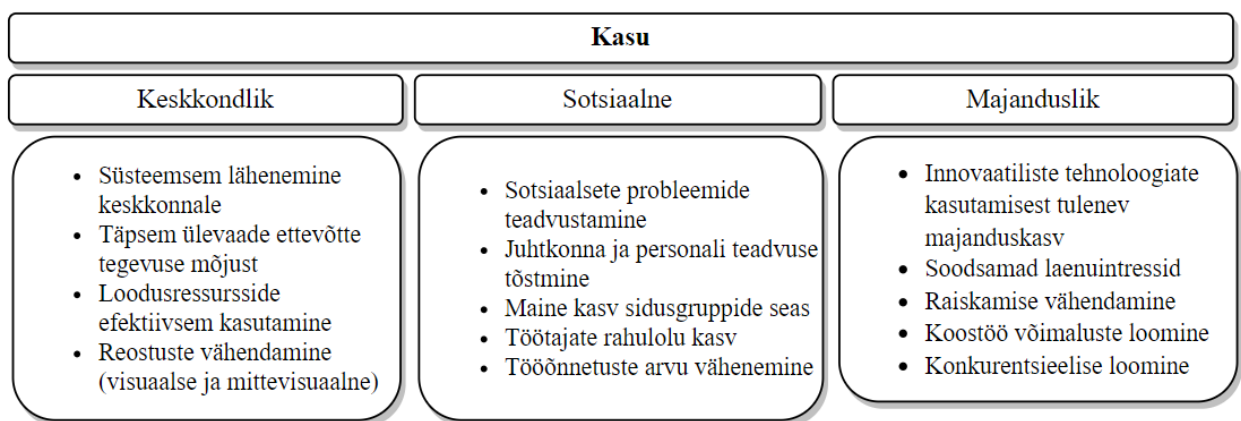 Kasu
Keskkondlik
Sotsiaalne
Majanduslik
• Süsteemsem lähenemine
keskkonnale
• Täpsem ülevaade ettevõtte
tegevuse mõjust
• Loodusressursside
efektiivsem kasutamine
• Reostuste vähendamine
(visuaalse ja mittevisuaalne)
• Sotsiaalsete probleemide
teadvustamine
• Juhtkonna ja personali teadvuse
tõstmine
• Maine kasv sidusgruppide seas
• Töötajate rahulolu kasv
• Tööõnnetuste arvu vähenemine
• Innovaatiliste tehnoloogiate
kasutamisest tulenev
majanduskasv
• Soodsamad laenuintressid
• Raiskamise vähendamine
• Koostöö võimaluste loomine
• Konkurentsieelise loomine